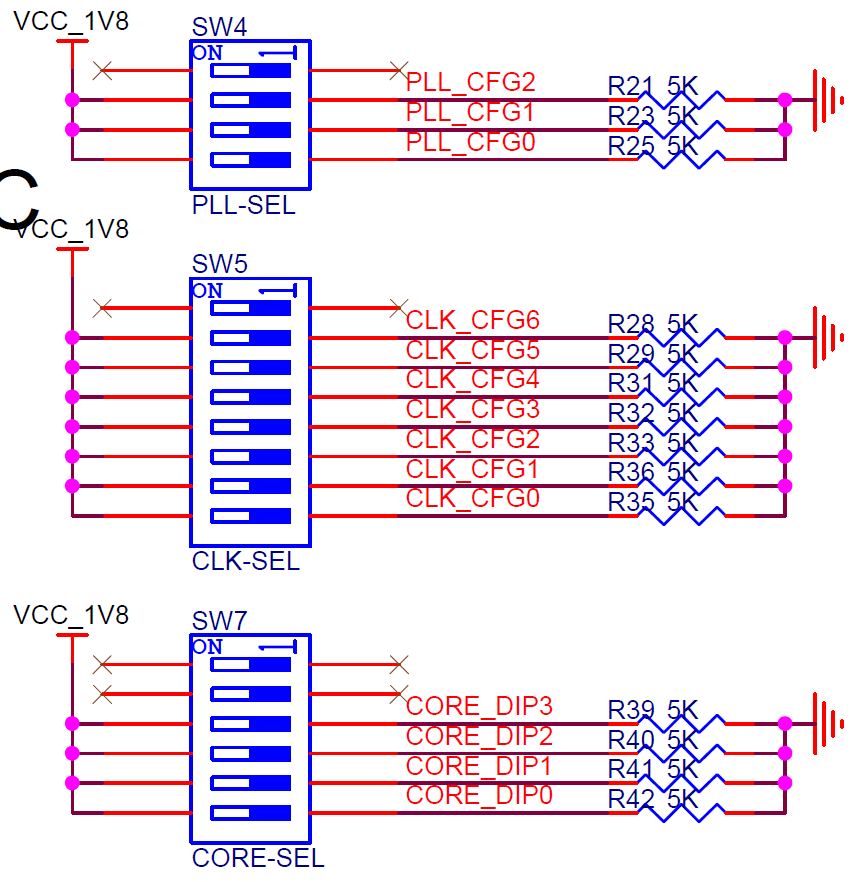 VCC_1V8
SW4
ON 1
PLL_CFG2 R21 5K
PLL_CFG1 R23 5K
PLL_CFG0 R25 5K
PLL-SEL
C
VCC_1V8
SW5
ON 1
CLK_CFG6 R28 5K
CLK_CFG5 R29 5K
CLK_CFG4 R31 5K
CLK_CFG3 R32 5K
CLK_CFG2 R33 5K
CLK_CFG1 R36 5K
CLK_CFG0 R35 5K
CLK-SEL
VCC_1V8
SW7
ON 1
CORE_DIP3 R39 5K
CORE_DIP2 R40 5K
CORE_DIP1 R41 5K
CORE_DIP0 R42 5K
CORE-SEL